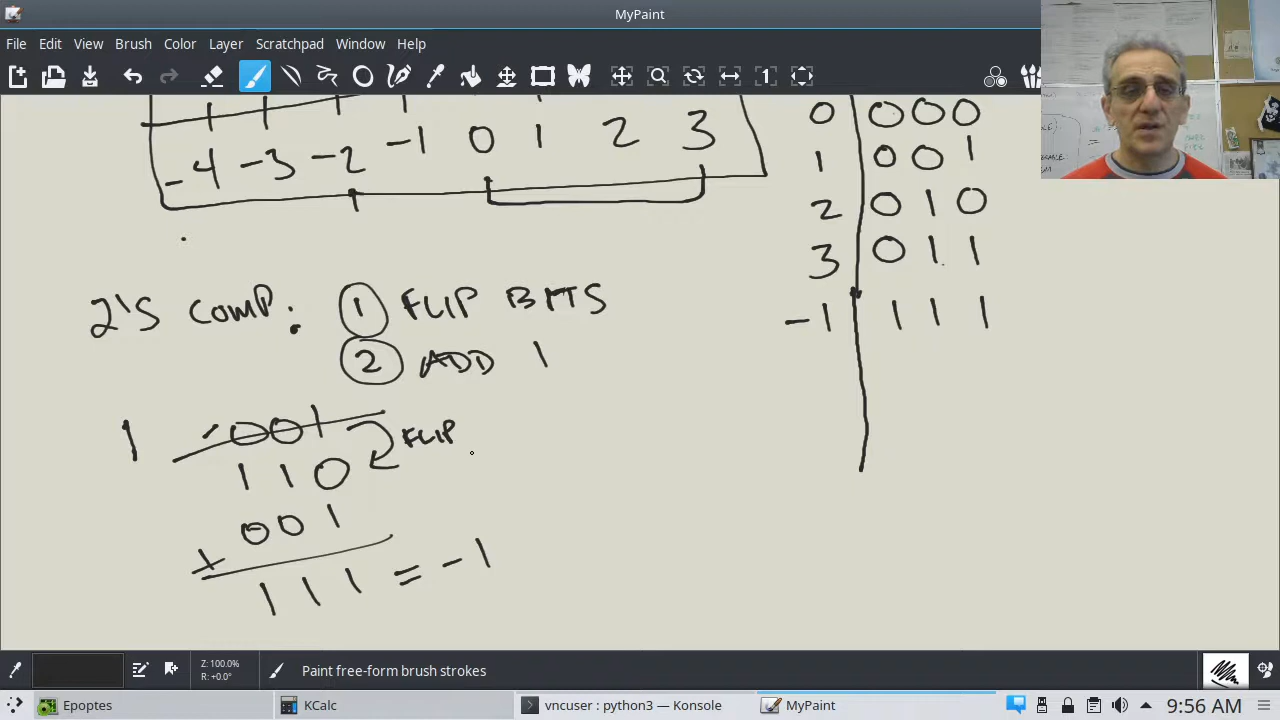 MyPaint
File Edit View Brush Color Layer Scratchpad Window Help
-4 -3 -2 -1 0 1 2 3
0 000
1 001
2 010
3 011
-1 111
2'S COMP: 1 FLIP BITS
2 ADD 1
1 001
FLIP
110
+ 001
111 = -1
Z: 100.0%
R: +0.0°
Paint free-form brush strokes
Epoptes KCalc vncuser : python3 — Konsole MyPaint 9:56 AM